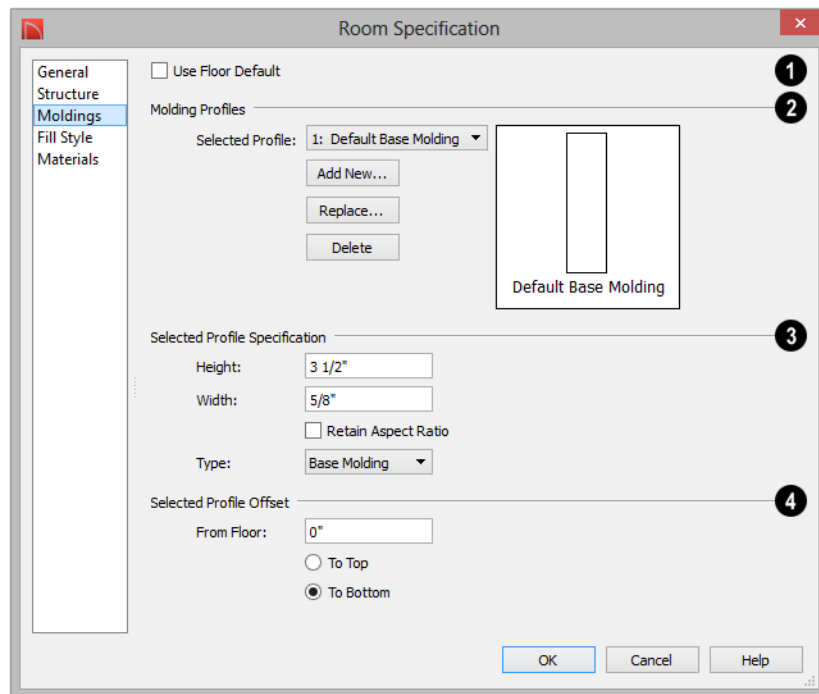 Room Specification
General
Structure
Moldings
Fill Style
Materials
Use Floor Default
1
Molding Profiles
2
Selected Profile: 1: Default Base Molding
Add New...
Replace...
Delete
Default Base Molding
Selected Profile Specification
3
Height: 3 1/2"
Width: 5/8"
Retain Aspect Ratio
Type: Base Molding
Selected Profile Offset
4
From Floor: 0"
To Top
To Bottom
OK Cancel Help